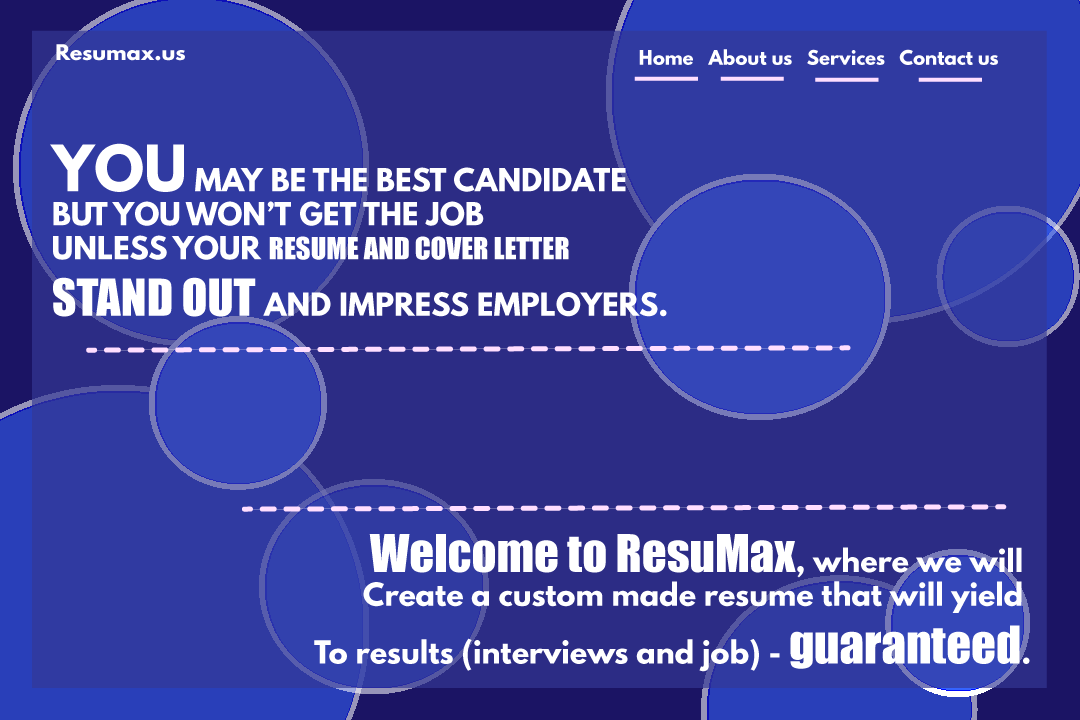 Resumax.us
Home About us Services Contact us
YOU MAY BE THE BEST CANDIDATE
BUT YOU WON'T GET THE JOB
UNLESS YOUR RESUME AND COVER LETTER
STAND OUT AND IMPRESS EMPLOYERS.
Welcome to ResuMax, where we will
Create a custom made resume that will yield
To results (interviews and job) - guaranteed.